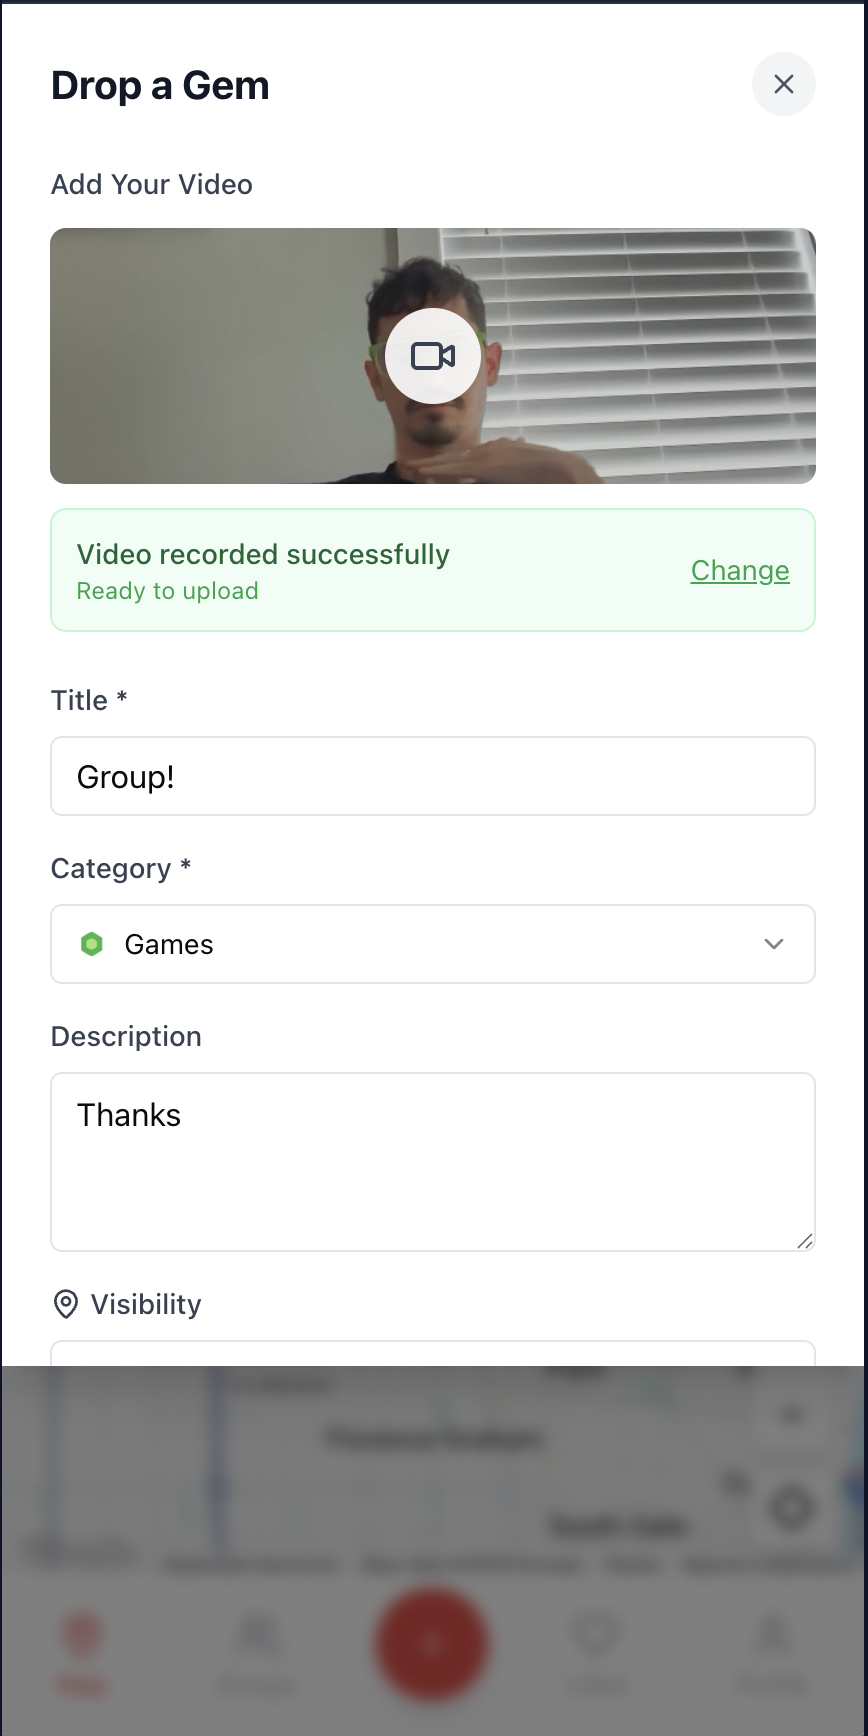 Drop a Gem
Add Your Video
Video recorded successfully
Ready to upload
Change
Title *
Group!
Category *
Games
Description
Thanks
Visibility